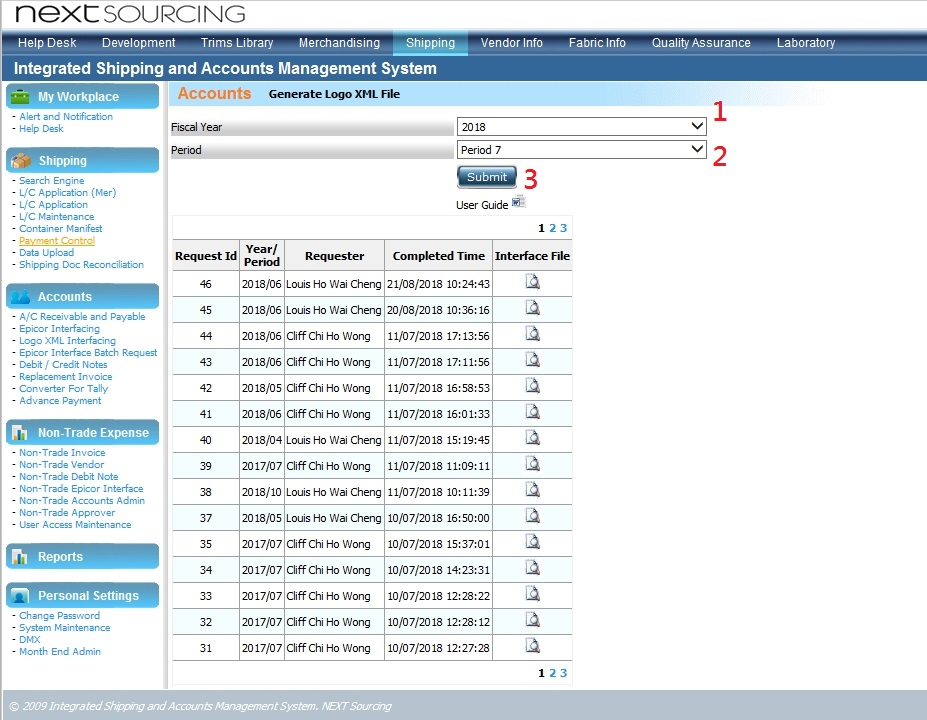 next SOURCING
Help Desk Development Trims Library Merchandising Shipping Vendor Info Fabric Info Quality Assurance Laboratory
Integrated Shipping and Accounts Management System
My Workplace
- Alert and Notification
- Help Desk
Shipping
- Search Engine
- L/C Application (Mer)
- L/C Application
- L/C Maintenance
- Container Manifest
- Payment Control
- Data Upload
- Shipping Doc Reconciliation
Accounts
- A/C Receivable and Payable
- Epicor Interfacing
- Logo XML Interfacing
- Epicor Interface Batch Request
- Debit / Credit Notes
- Replacement Invoice
- Converter For Tally
- Advance Payment
Non-Trade Expense
- Non-Trade Invoice
- Non-Trade Vendor
- Non-Trade Debit Note
- Non-Trade Epicor Interface
- Non-Trade Accounts Admin
- Non-Trade Approver
- User Access Maintenance
Reports
Personal Settings
- Change Password
- System Maintenance
- DMX
- Month End Admin
Accounts Generate Logo XML File
Fiscal Year 2018 1
Period Period 7 2
Submit 3
User Guide
1 2 3
Request Id Year/ Period Requester Completed Time Interface File
46 2018/06 Louis Ho Wai Cheng 21/08/2018 10:24:43
45 2018/06 Louis Ho Wai Cheng 20/08/2018 10:36:16
44 2018/06 Cliff Chi Ho Wong 11/07/2018 17:13:56
43 2018/06 Cliff Chi Ho Wong 11/07/2018 17:11:56
42 2018/05 Cliff Chi Ho Wong 11/07/2018 16:58:53
41 2018/06 Cliff Chi Ho Wong 11/07/2018 16:01:33
40 2018/04 Louis Ho Wai Cheng 11/07/2018 15:19:45
39 2017/07 Cliff Chi Ho Wong 11/07/2018 11:09:11
38 2018/10 Louis Ho Wai Cheng 11/07/2018 10:11:39
37 2018/05 Louis Ho Wai Cheng 10/07/2018 16:50:00
35 2017/07 Cliff Chi Ho Wong 10/07/2018 15:37:01
34 2017/07 Cliff Chi Ho Wong 10/07/2018 14:23:31
33 2017/07 Cliff Chi Ho Wong 10/07/2018 12:28:22
32 2017/07 Cliff Chi Ho Wong 10/07/2018 12:28:12
31 2017/07 Cliff Chi Ho Wong 10/07/2018 12:27:28
1 2 3
© 2009 Integrated Shipping and Accounts Management System. NEXT Sourcing